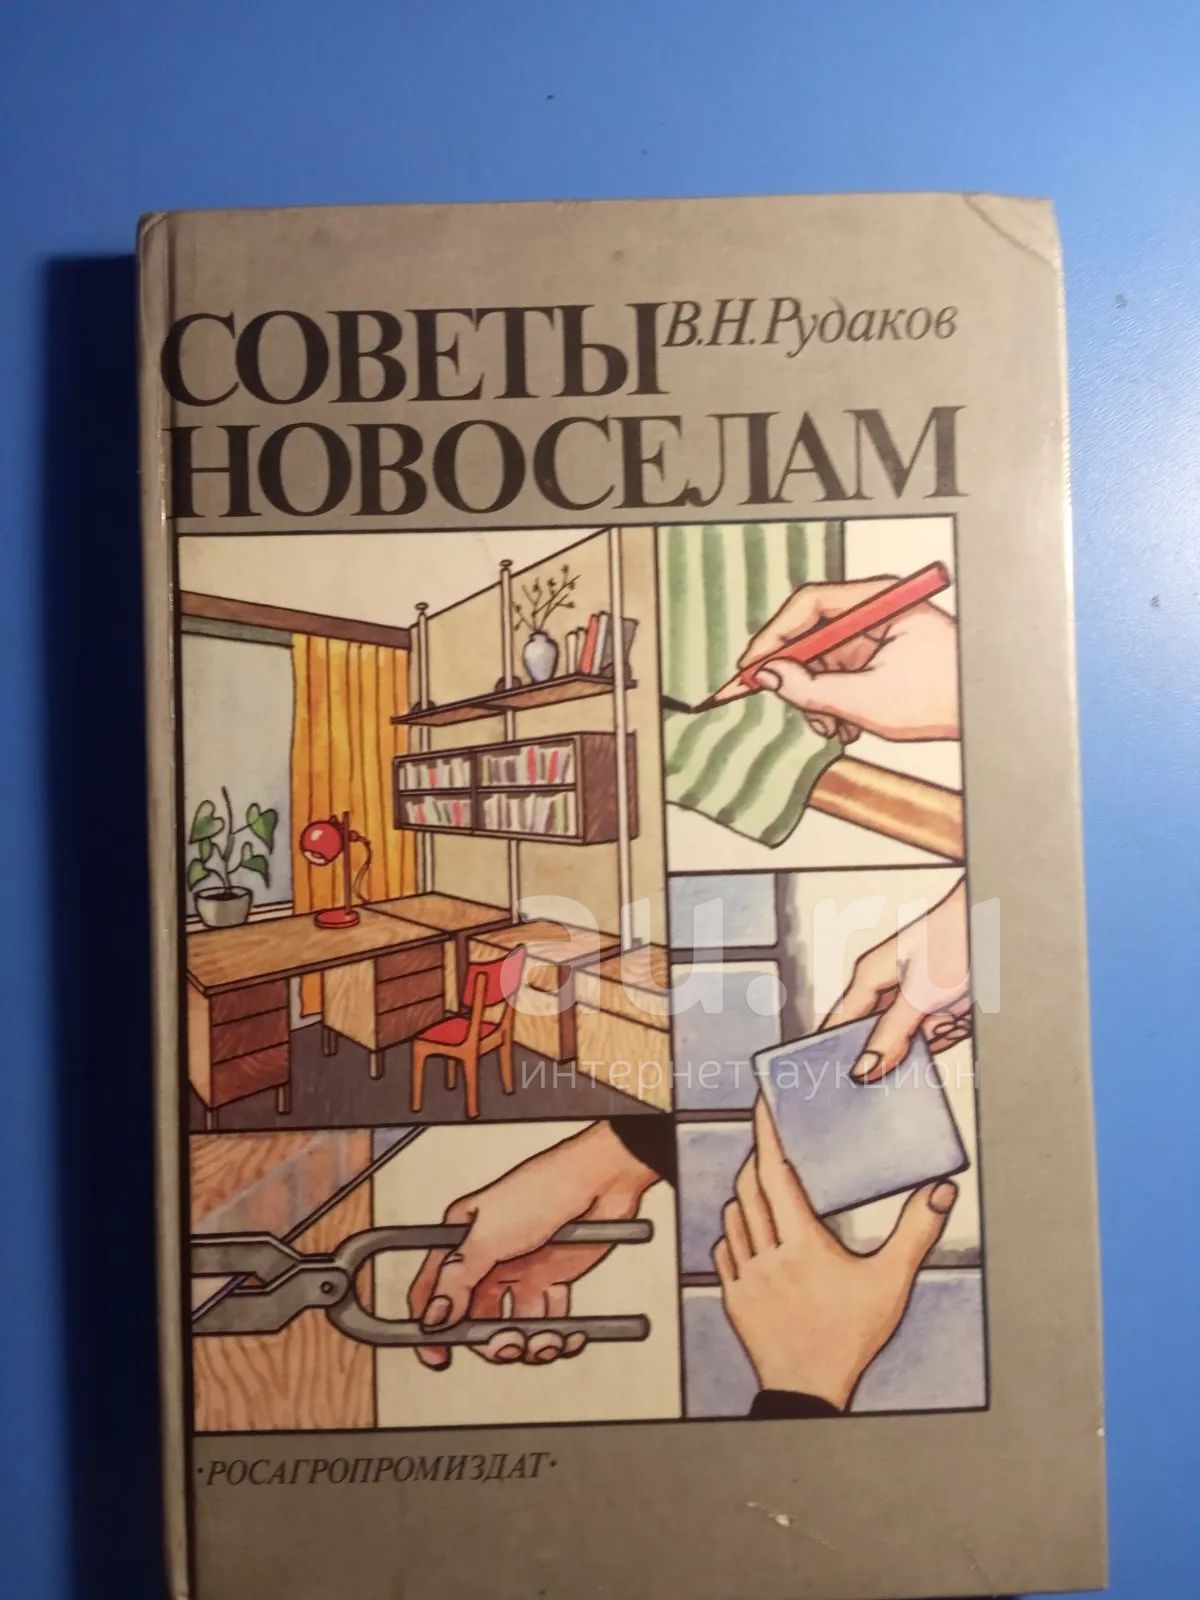 В.Н.Рудаков
СОВЕТЫ
НОВОСЕЛАМ
au.ru
интернет-аукцион
·РОСАГРОПРОМИЗДАТ·